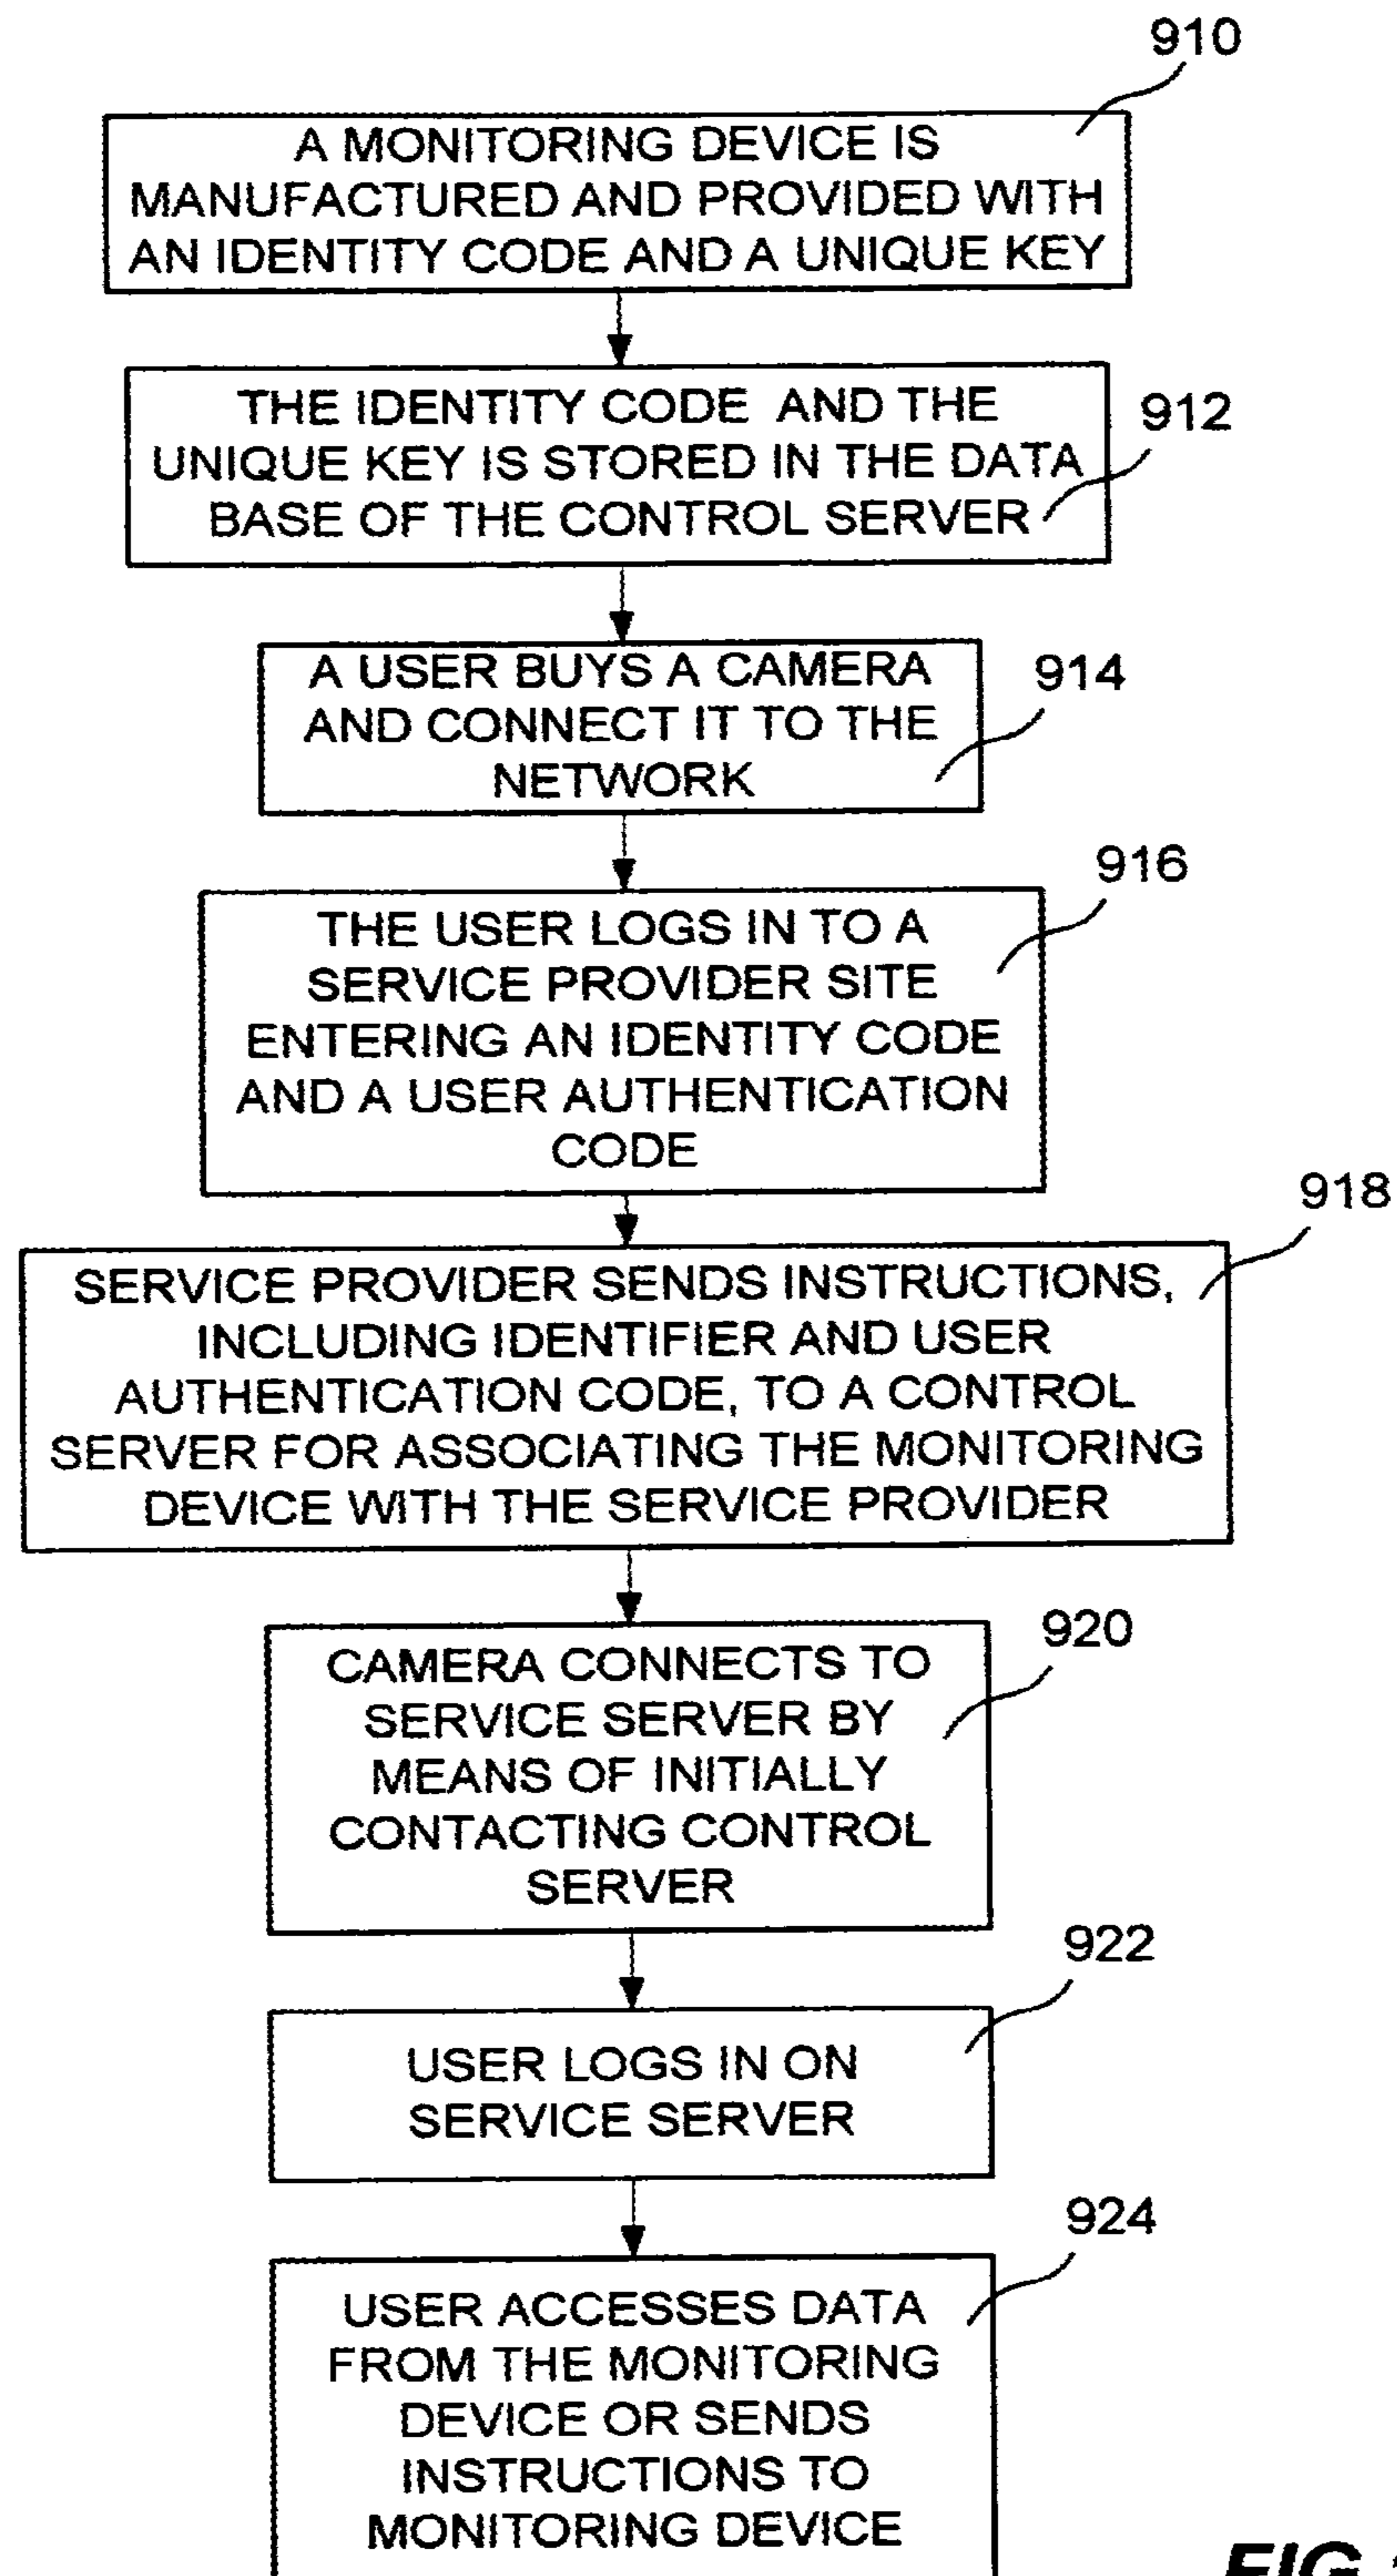 910
A MONITORING DEVICE IS
MANUFACTURED AND PROVIDED WITH
AN IDENTITY CODE AND A UNIQUE KEY
THE IDENTITY CODE AND THE
UNIQUE KEY IS STORED IN THE DATA
BASE OF THE CONTROL SERVER
912
A USER BUYS A CAMERA
AND CONNECT IT TO THE
NETWORK
914
916
THE USER LOGS IN TO A
SERVICE PROVIDER SITE
ENTERING AN IDENTITY CODE
AND A USER AUTHENTICATION
CODE
918
SERVICE PROVIDER SENDS INSTRUCTIONS,
INCLUDING IDENTIFIER AND USER
AUTHENTICATION CODE, TO A CONTROL
SERVER FOR ASSOCIATING THE MONITORING
DEVICE WITH THE SERVICE PROVIDER
920
CAMERA CONNECTS TO
SERVICE SERVER BY
MEANS OF INITIALLY
CONTACTING CONTROL
SERVER
922
USER LOGS IN ON
SERVICE SERVER
924
USER ACCESSES DATA
FROM THE MONITORING
DEVICE OR SENDS
INSTRUCTIONS TO
MONITORING DEVICE
FIG